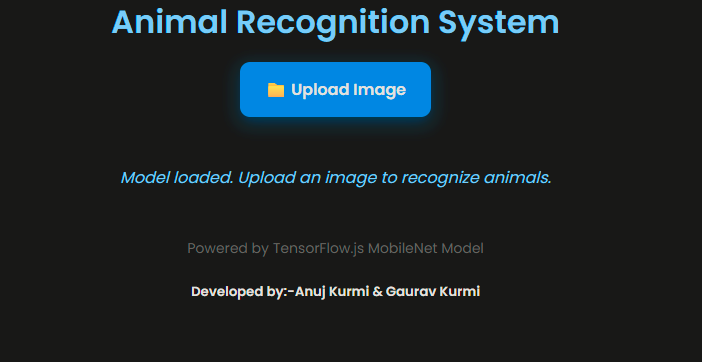 Animal Recognition System
📁 Upload Image
Model loaded. Upload an image to recognize animals.
Powered by TensorFlow.js MobileNet Model
Developed by:-Anuj Kurmi & Gaurav Kurmi